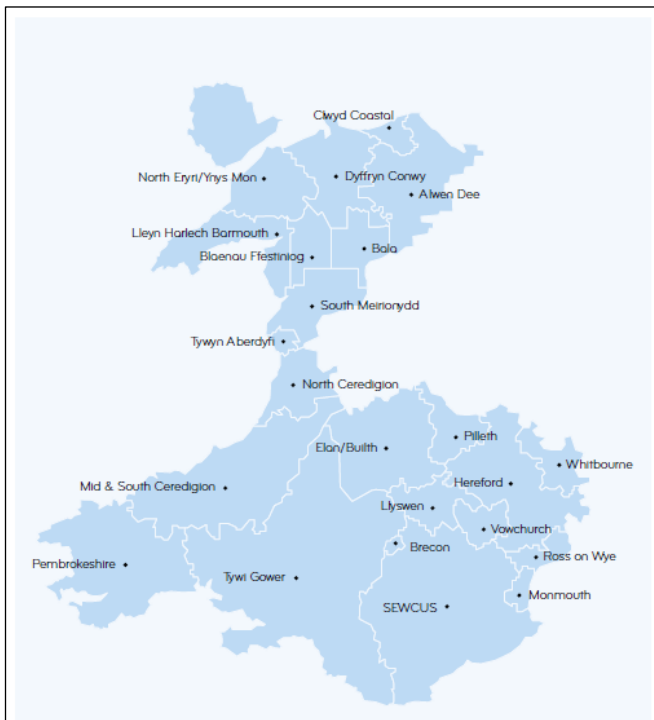 Clwyd Coastal
North Eryri/Ynys Mon
Dyffryn Conwy
Alwen Dee
Lleyn Harlech Barmouth
Bala
Blaenau Ffestiniog
South Meirionydd
Tywyn Aberdyfi
North Ceredigion
Pilleth
Elan/Builth
Whitbourne
Hereford
Mid & South Ceredigion
Llyswen
Vowchurch
Brecon
Ross on Wye
Pembrokeshire
Tywi Gower
Monmouth
SEWCUS